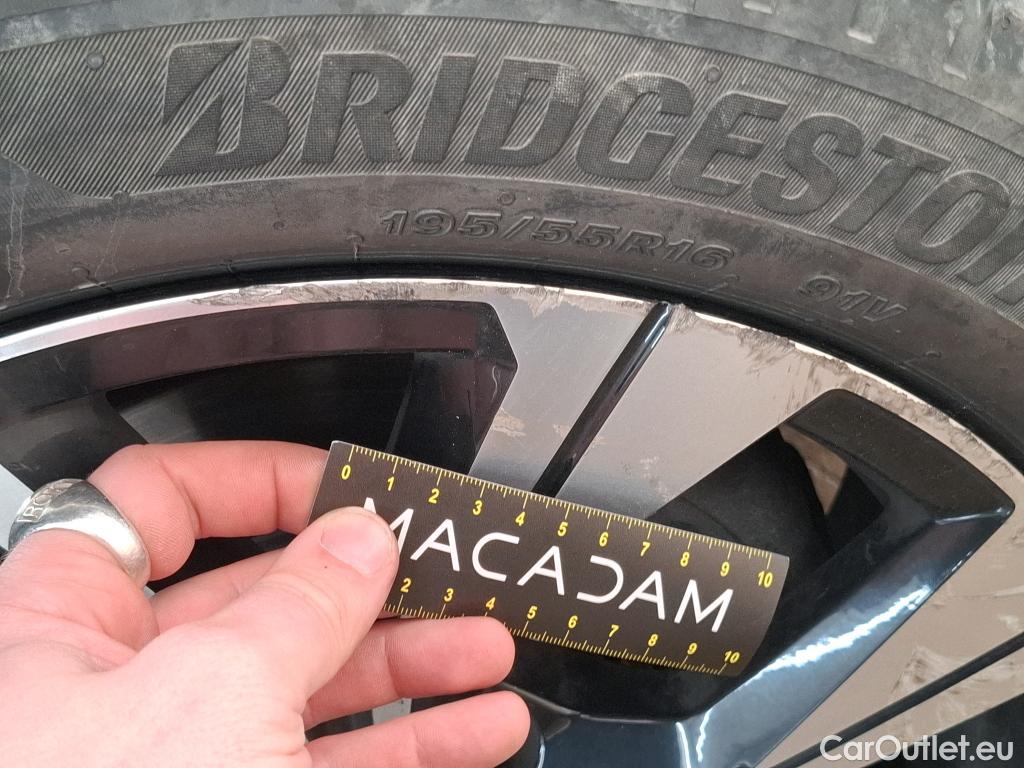 BRIDGESTON
195/55R16 91V
0 1 2 3 4 5 6 7 8 9 10
MACADAM
2 3 4 5 6 7 8 9 10
CarOutlet.eu